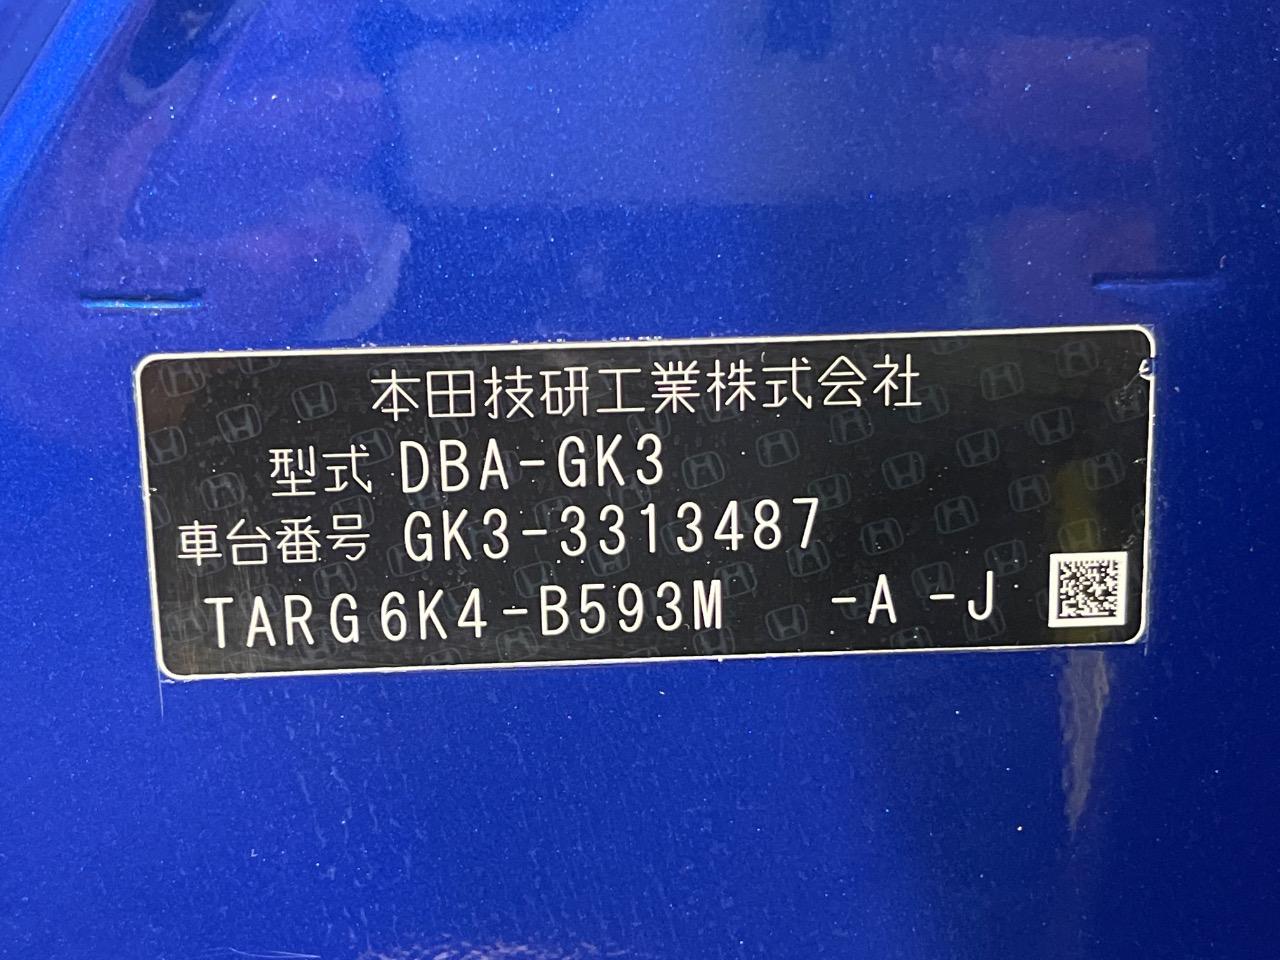 本田技研工業株式会社
型式 DBA-GK3
車台番号 GK3-3313487
TARG6K4-B593M -A -J